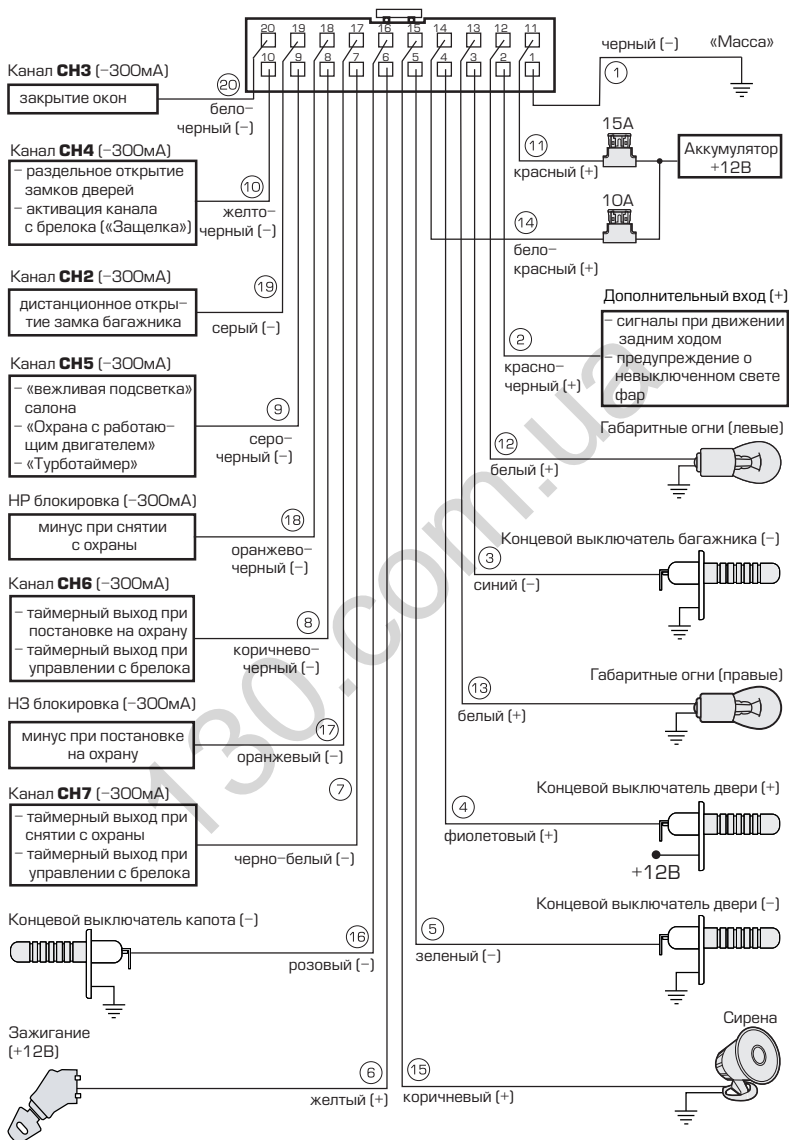 20 19 18 17 16 15 14 13 12 11
10 9 8 7 6 5 4 3 2 1
Канал CH3 (–300мА)
закрытие окон
20
бело-
черный (–)
Канал CH4 (–300мА)
– раздельное открытие
замков дверей
– активация канала
с брелока («Защелка»)
10
желто-
черный (–)
Канал CH2 (–300мА)
дистанционное откры-
тие замка багажника
19
серый (–)
Канал CH5 (–300мА)
– «вежливая подсветка»
салона
– «Охрана с работаю-
щим двигателем»
– «Турботаймер»
9
серо-
черный (–)
НР блокировка (–300мА)
минус при снятии
с охраны
18
оранжево-
черный (–)
Канал CH6 (–300мА)
– таймерный выход при
постановке на охрану
– таймерный выход при
управлении с брелока
8
коричнево-
черный (–)
НЗ блокировка (–300мА)
минус при постановке
на охрану
17
оранжевый (–)
Канал CH7 (–300мА)
– таймерный выход при
снятии с охраны
– таймерный выход при
управлении с брелока
7
черно-белый (–)
Концевой выключатель капота (–)
16
розовый (–)
Зажигание
(+12В)
6
желтый (+)
черный (–)
«Масса»
1
15А
11
красный (+)
Аккумулятор
+12В
10А
14
бело-
красный (+)
Дополнительный вход (+)
– сигналы при движении
задним ходом
– предупреждение о
невыключенном свете
фар
2
красно-
черный (+)
Габаритные огни (левые)
12
белый (+)
Концевой выключатель багажника (–)
3
синий (–)
Габаритные огни (правые)
13
белый (+)
Концевой выключатель двери (+)
4
фиолетовый (+)
+12В
Концевой выключатель двери (–)
5
зеленый (–)
Сирена
15
коричневый (+)
130.com.ua